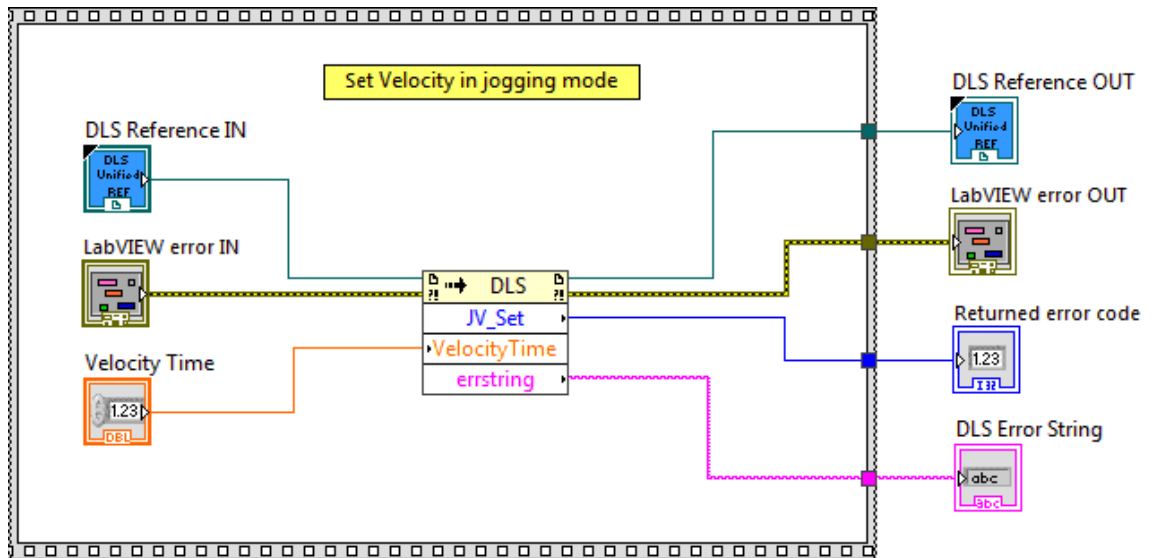 Set Velocity in jogging mode
DLS Reference OUT
DLS
Unified
REF
DLS Reference IN
DLS
Unified
REF
LabVIEW error OUT
LabVIEW error IN
?! DLS ?!
JV_Set
Returned error code
1.23
I32
VelocityTime
Velocity Time
errstring
1.23
DBL
DLS Error String
abc
abc